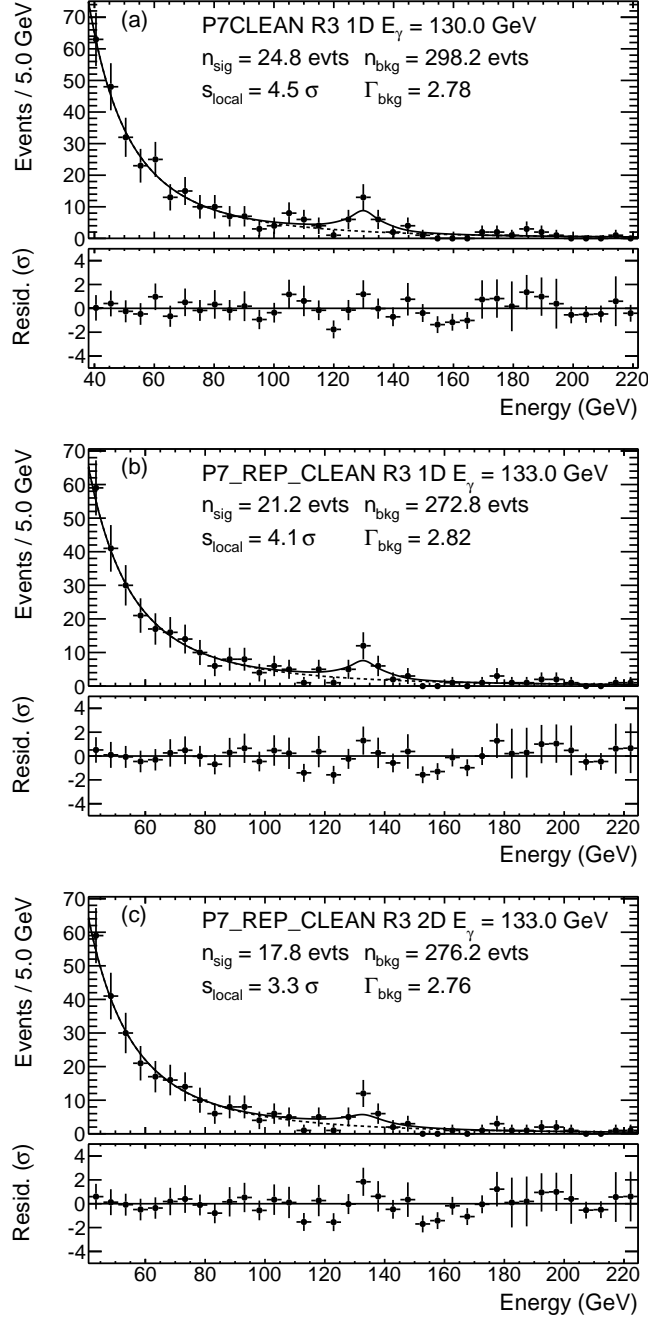 (a)
P7CLEAN R3 1D E_γ = 130.0 GeV
n_sig = 24.8 evts n_bkg = 298.2 evts
s_local = 4.5 σ Γ_bkg = 2.78
Events / 5.0 GeV
70
60
50
40
30
20
10
0
Resid. (σ)
4
2
0
-2
-4
40 60 80 100 120 140 160 180 200 220
Energy (GeV)
(b)
P7_REP_CLEAN R3 1D E_γ = 133.0 GeV
n_sig = 21.2 evts n_bkg = 272.8 evts
s_local = 4.1 σ Γ_bkg = 2.82
Events / 5.0 GeV
70
60
50
40
30
20
10
0
Resid. (σ)
4
2
0
-2
-4
60 80 100 120 140 160 180 200 220
Energy (GeV)
(c)
P7_REP_CLEAN R3 2D E_γ = 133.0 GeV
n_sig = 17.8 evts n_bkg = 276.2 evts
s_local = 3.3 σ Γ_bkg = 2.76
Events / 5.0 GeV
70
60
50
40
30
20
10
0
Resid. (σ)
4
2
0
-2
-4
60 80 100 120 140 160 180 200 220
Energy (GeV)